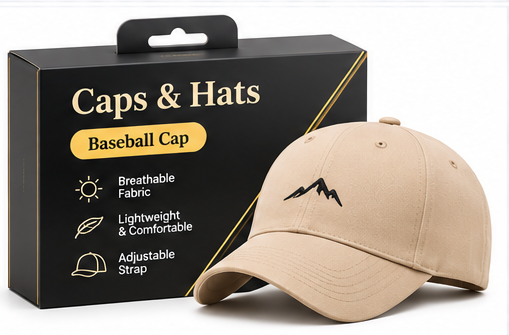 Caps & Hats
Baseball Cap
Breathable
Fabric
Lightweight
& Comfortable
Adjustable
Strap